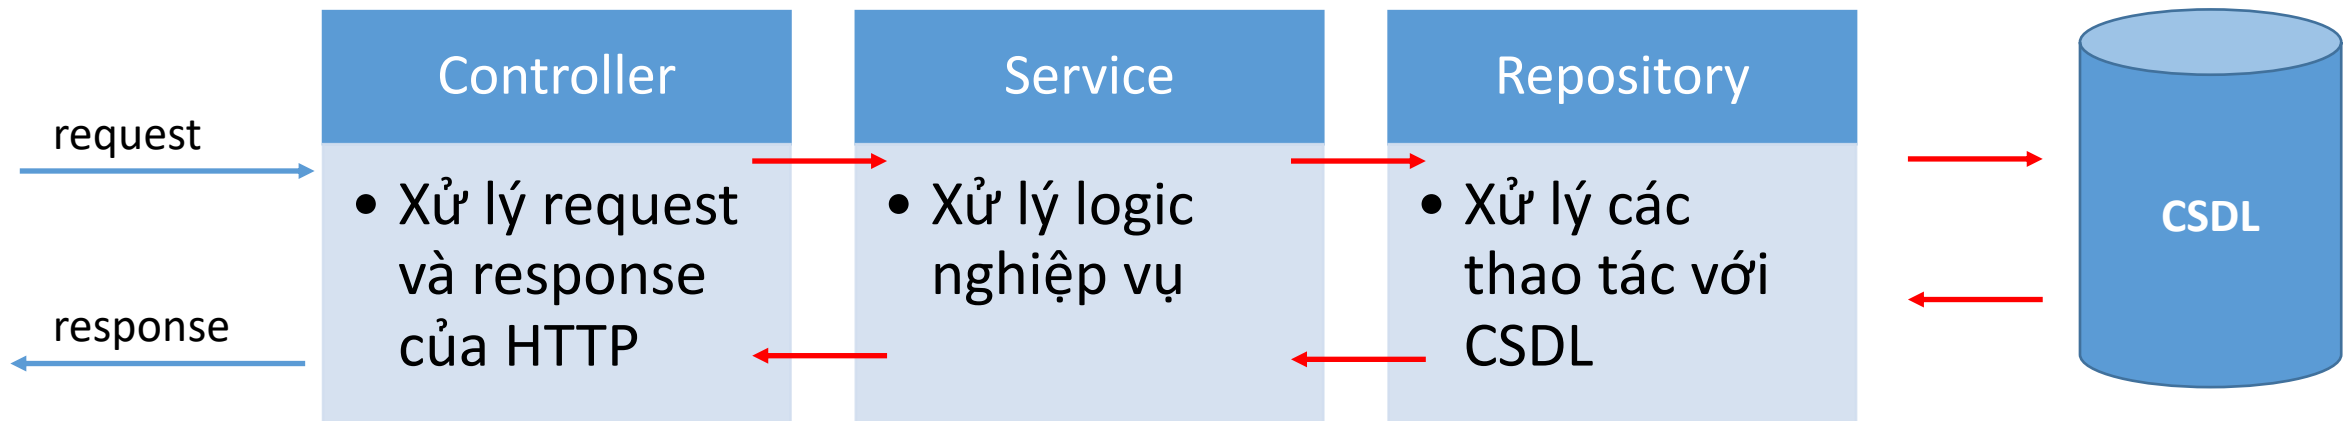 request
response
Controller
• Xử lý request
và response
của HTTP
Service
• Xử lý logic
nghiệp vụ
Repository
• Xử lý các
thao tác với
CSDL
CSDL